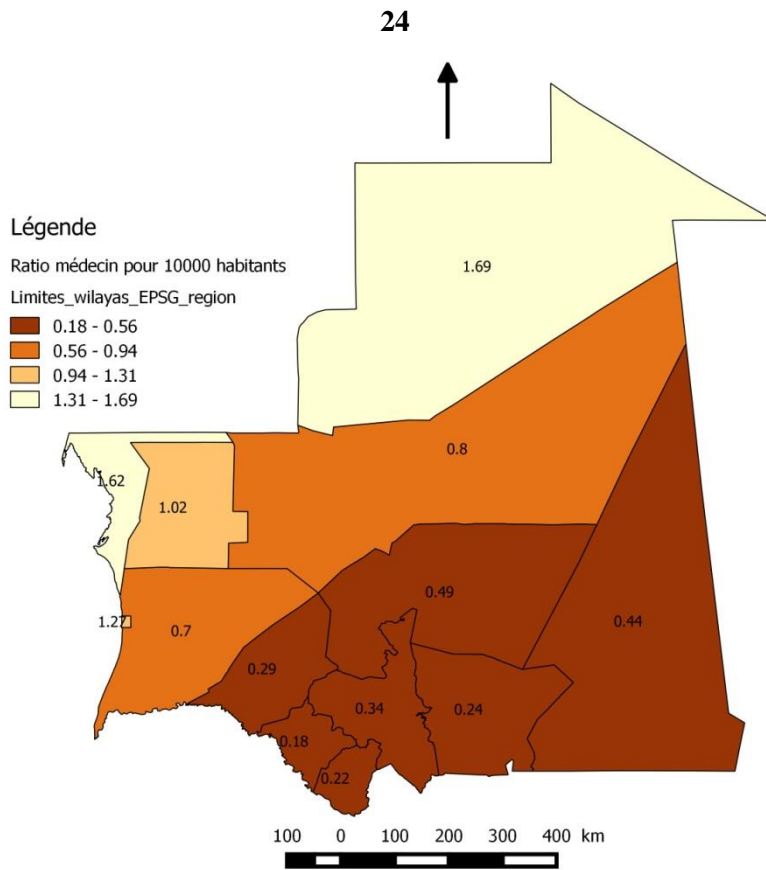 24
Légende
Ratio médecin pour 10000 habitants
Limites_wilayas_EPSG_region
0.18 - 0.56
0.56 - 0.94
0.94 - 1.31
1.31 - 1.69
1.69
0.8
1.62
1.02
0.49
0.44
1.27
0.7
0.29
0.34
0.24
0.18
0.22
100 0 100 200 300 400 km